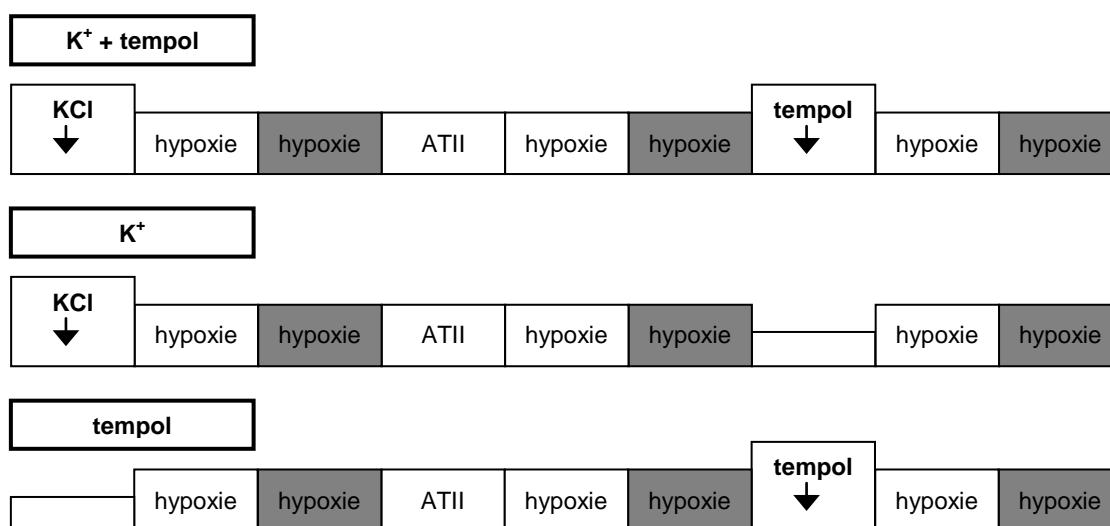 K+ + tempol
KCl
hypoxie hypoxie ATII hypoxie hypoxie tempol hypoxie hypoxie
K+
KCl
hypoxie hypoxie ATII hypoxie hypoxie hypoxie hypoxie
tempol
hypoxie hypoxie ATII hypoxie hypoxie tempol hypoxie hypoxie